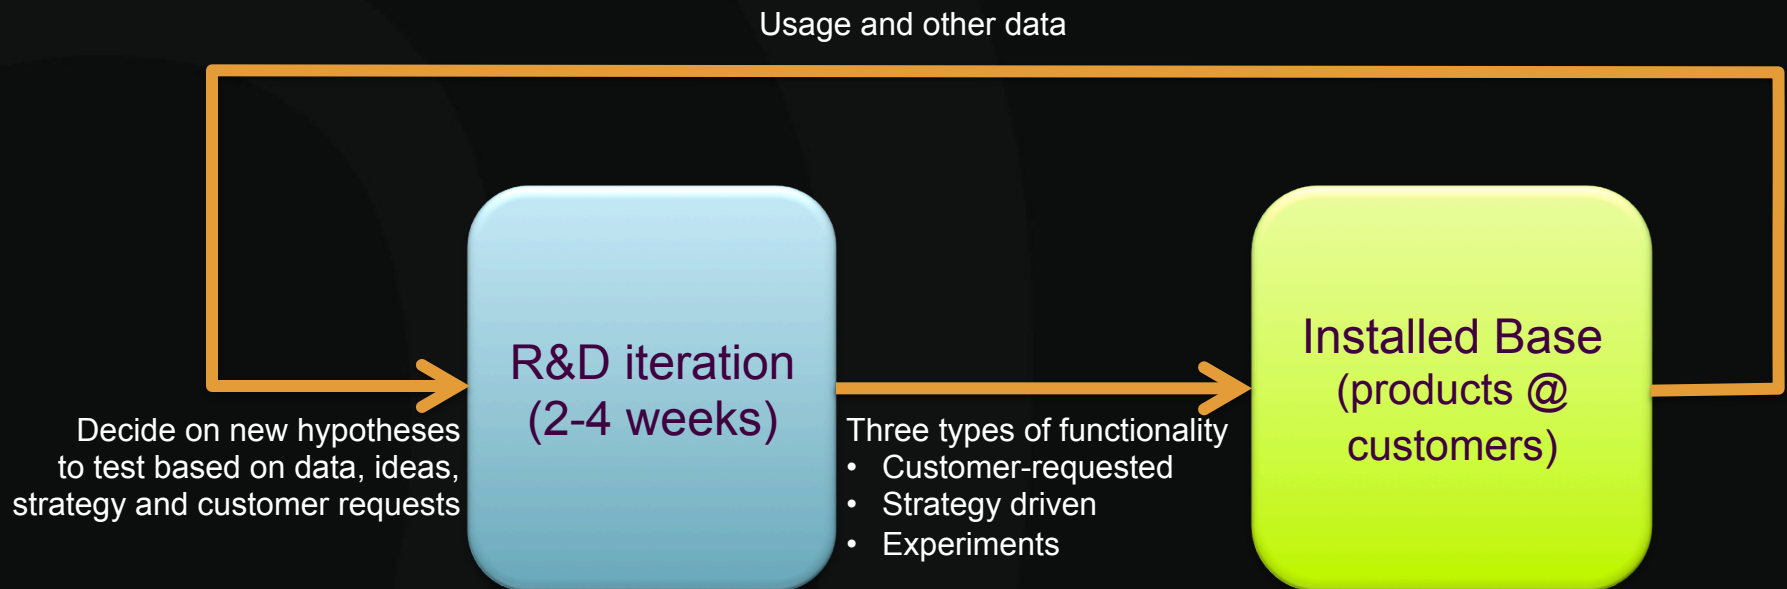 Usage and other data
R&D iteration
(2-4 weeks)
Installed Base
(products @
customers)
Decide on new hypotheses
to test based on data, ideas,
strategy and customer requests
Three types of functionality
• Customer-requested
• Strategy driven
• Experiments